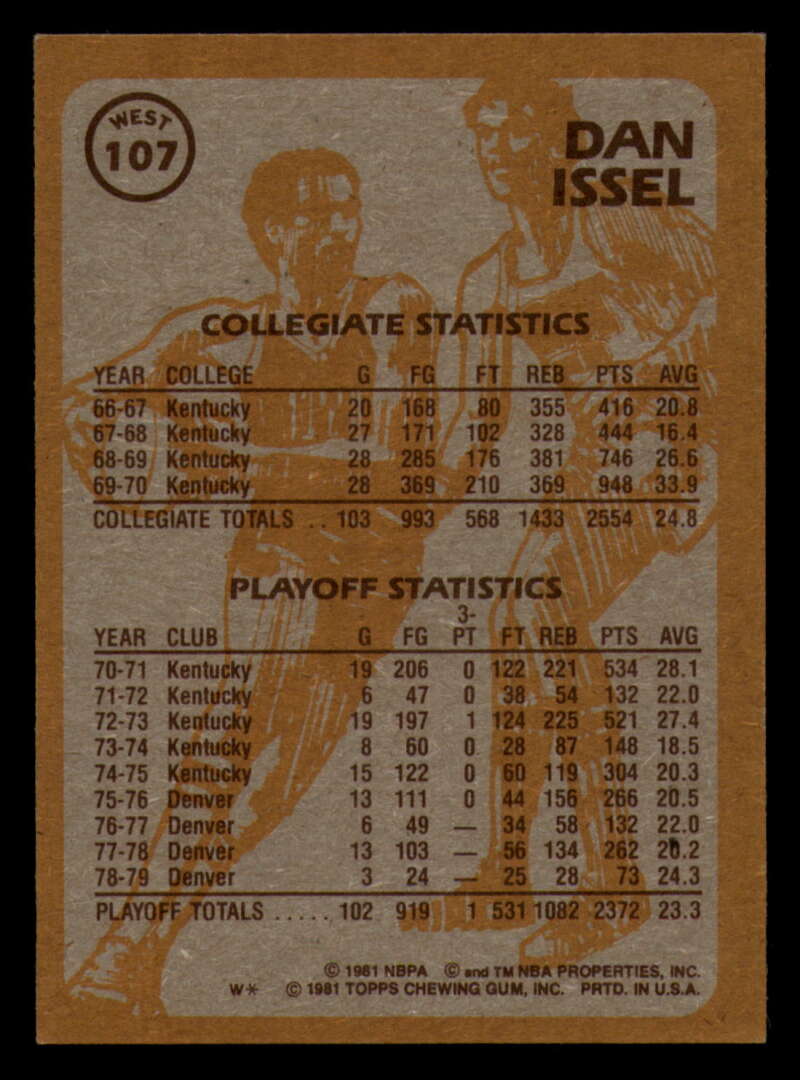 WEST
107
DAN
ISSEL
COLLEGIATE STATISTICS
YEAR COLLEGE G FG FT REB PTS AVG
66-67 Kentucky 20 168 80 355 416 20.8
67-68 Kentucky 27 171 102 328 444 16.4
68-69 Kentucky 28 285 176 381 746 26.6
69-70 Kentucky 28 369 210 369 948 33.9
COLLEGIATE TOTALS .. 103 993 568 1433 2554 24.8
PLAYOFF STATISTICS
3-
YEAR CLUB G FG PT FT REB PTS AVG
70-71 Kentucky 19 206 0 122 221 534 28.1
71-72 Kentucky 6 47 0 38 54 132 22.0
72-73 Kentucky 19 197 1 124 225 521 27.4
73-74 Kentucky 8 60 0 28 87 148 18.5
74-75 Kentucky 15 122 0 60 119 304 20.3
75-76 Denver 13 111 0 44 156 266 20.5
76-77 Denver 6 49 — 34 58 132 22.0
77-78 Denver 13 103 — 56 134 262 20.2
78-79 Denver 3 24 — 25 28 73 24.3
PLAYOFF TOTALS ..... 102 919 1 531 1082 2372 23.3
© 1981 NBPA © and TM NBA PROPERTIES, INC.
W* © 1981 TOPPS CHEWING GUM, INC. PRTD. IN U.S.A.